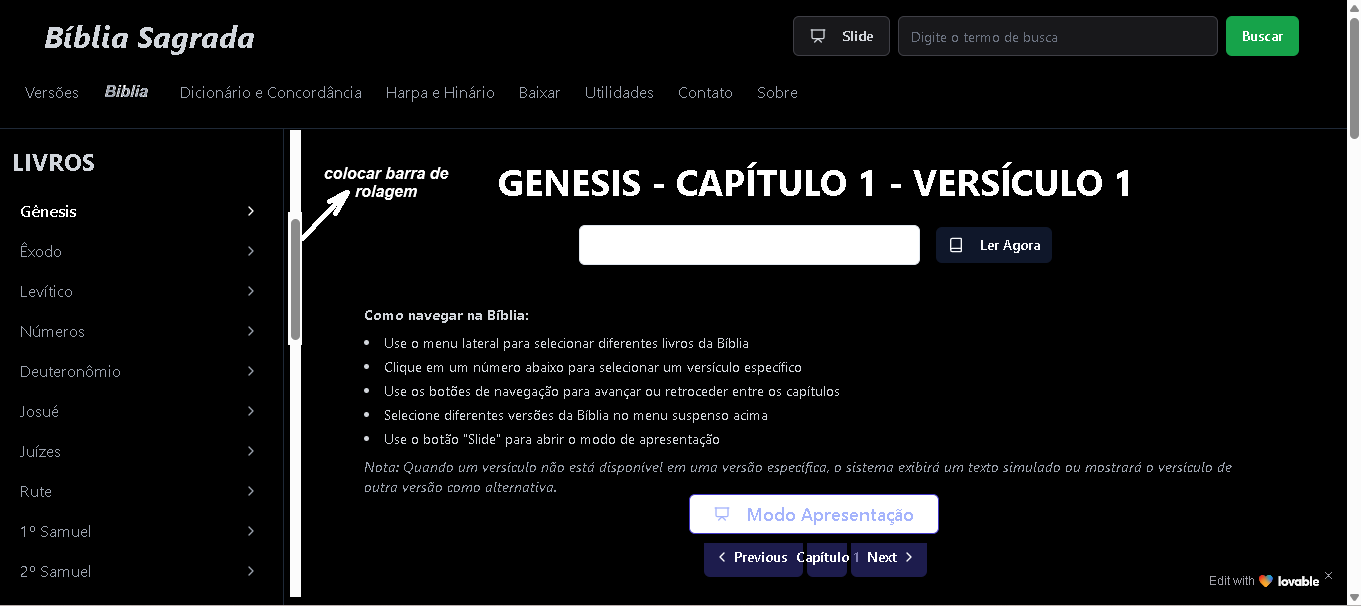 Bíblia Sagrada
Slide
Digite o termo de busca
Buscar
Versões Biblia Dicionário e Concordância Harpa e Hinário Baixar Utilidades Contato Sobre
LIVROS
Gênesis
Êxodo
Levítico
Números
Deuteronômio
Josué
Juízes
Rute
1º Samuel
2º Samuel
colocar barra de
rolagem
GENESIS - CAPÍTULO 1 - VERSÍCULO 1
Ler Agora
Como navegar na Bíblia:
• Use o menu lateral para selecionar diferentes livros da Bíblia
• Clique em um número abaixo para selecionar um versículo específico
• Use os botões de navegação para avançar ou retroceder entre os capítulos
• Selecione diferentes versões da Bíblia no menu suspenso acima
• Use o botão "Slide" para abrir o modo de apresentação
Nota: Quando um versículo não está disponível em uma versão específica, o sistema exibirá um texto simulado ou mostrará o versículo de
outra versão como alternativa.
Modo Apresentação
Previous Capítulo 1 Next
Edit with lovable